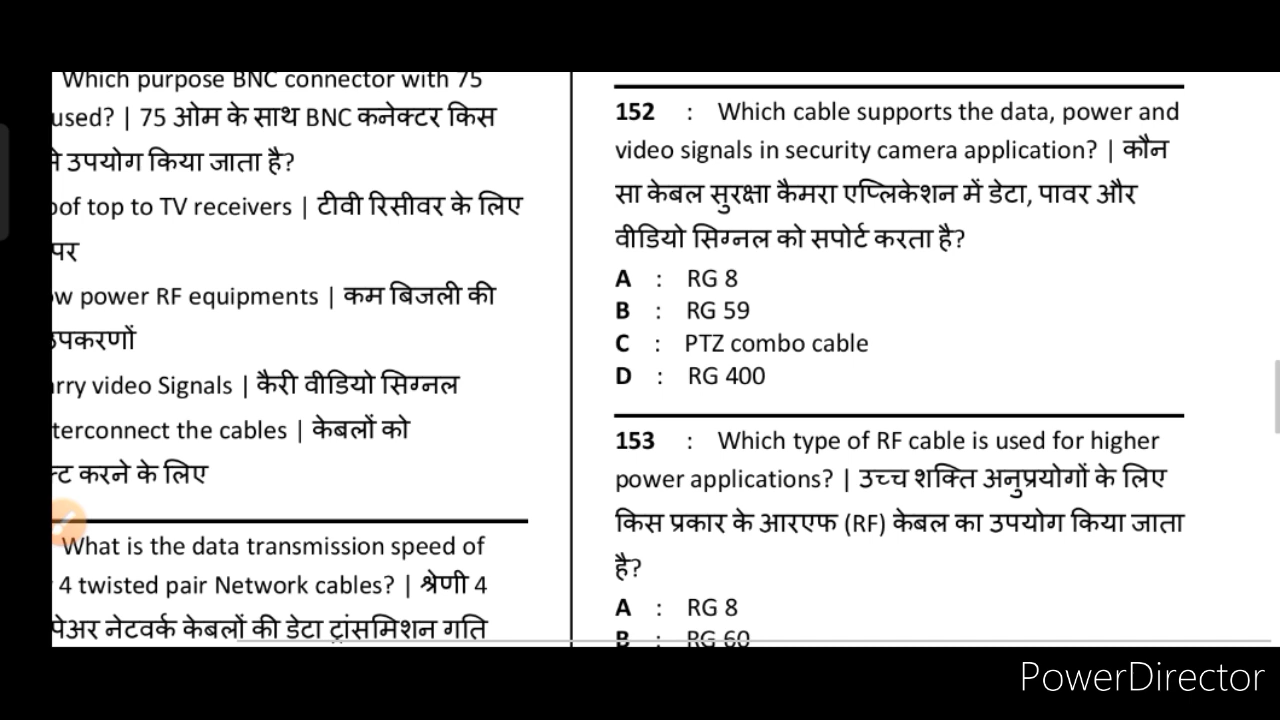 Which purpose BNC connector with 75
used? | 75 ओम के साथ BNC कनेक्टर किस
उपयोग किया जाता है?
top to TV receivers | टीवी रिसीवर के लिए
पर
power RF equipments | कम बिजली की
video Signals | कैरी वीडियो सिग्नल
the cables | केबलों को
करने के लिए
What is the data transmission speed of
4 twisted pair Network cables? | श्रेणी 4
नेटवर्क केबलों की डेटा ट्रांसमिशन गति
152 : Which cable supports the data, power and
video signals in security camera application? | कौन
सा केबल सुरक्षा कैमरा एप्लिकेशन में डेटा, पावर और
वीडियो सिग्नल को सपोर्ट करता है?
A : RG 8
B : RG 59
C : PTZ combo cable
D : RG 400
153 : Which type of RF cable is used for higher
power applications? | उच्च शक्ति अनुप्रयोगों के लिए
किस प्रकार के आरएफ (RF) केबल का उपयोग किया जाता
है?
A : RG 8
B : RG 60
PowerDirector